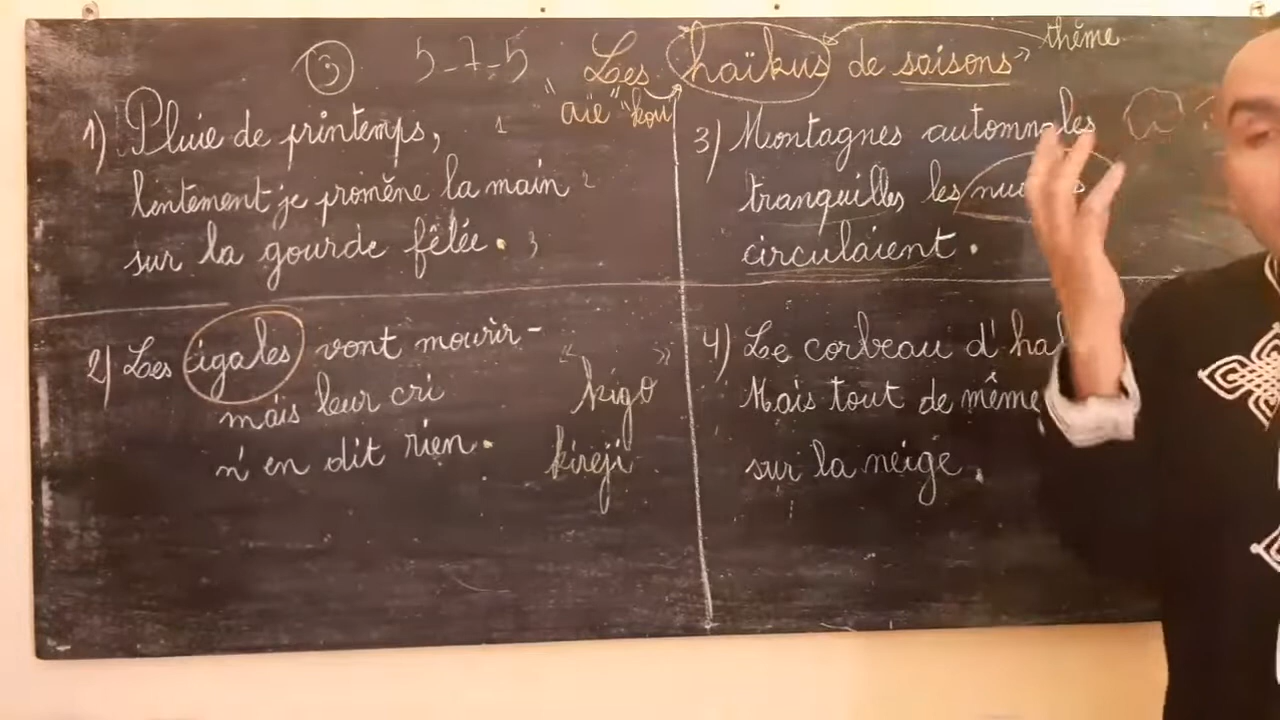 ③ 5-7-5 Les haïkus de saisons" thème
"aïe" "kou"
1) Pluie de printemps, 1
lentement je promène la main 2
sur la gourde fêlée. 3
2) Les cigales vont mourir-
mais leur cri
n'en dit rien.
"kigo"
kireji
3) Montagnes automnales
tranquilles les
circulaient.
4) Le corbeau d'
Mais tout de même
sur la neige.